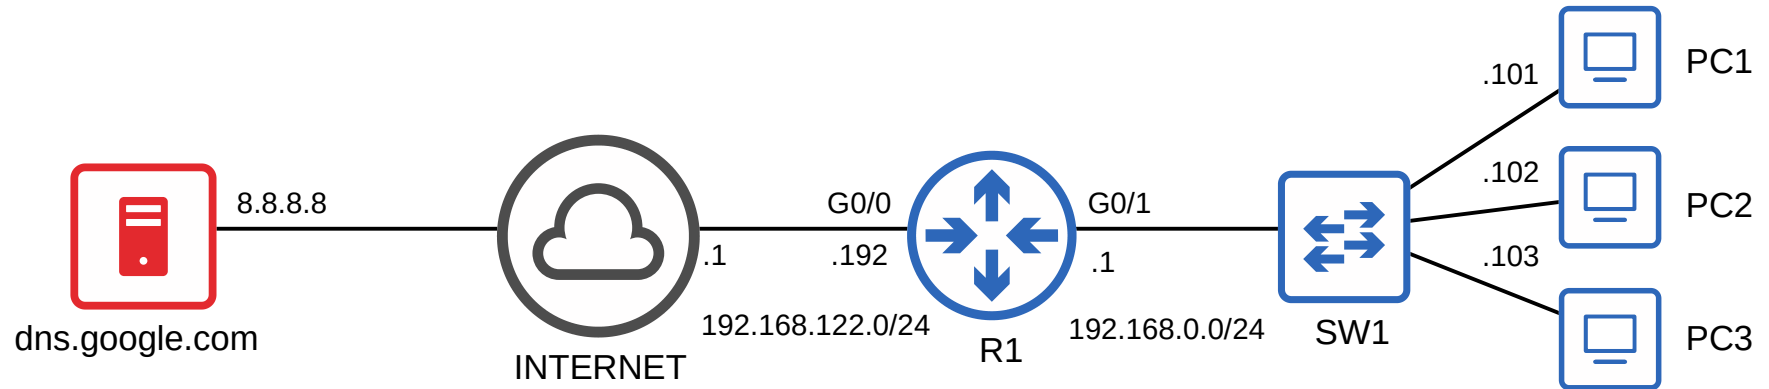 PC1
.101
.102
PC2
8.8.8.8
G0/0
G0/1
.1
.192
.1
.103
192.168.122.0/24
192.168.0.0/24
dns.google.com
INTERNET
R1
SW1
PC3